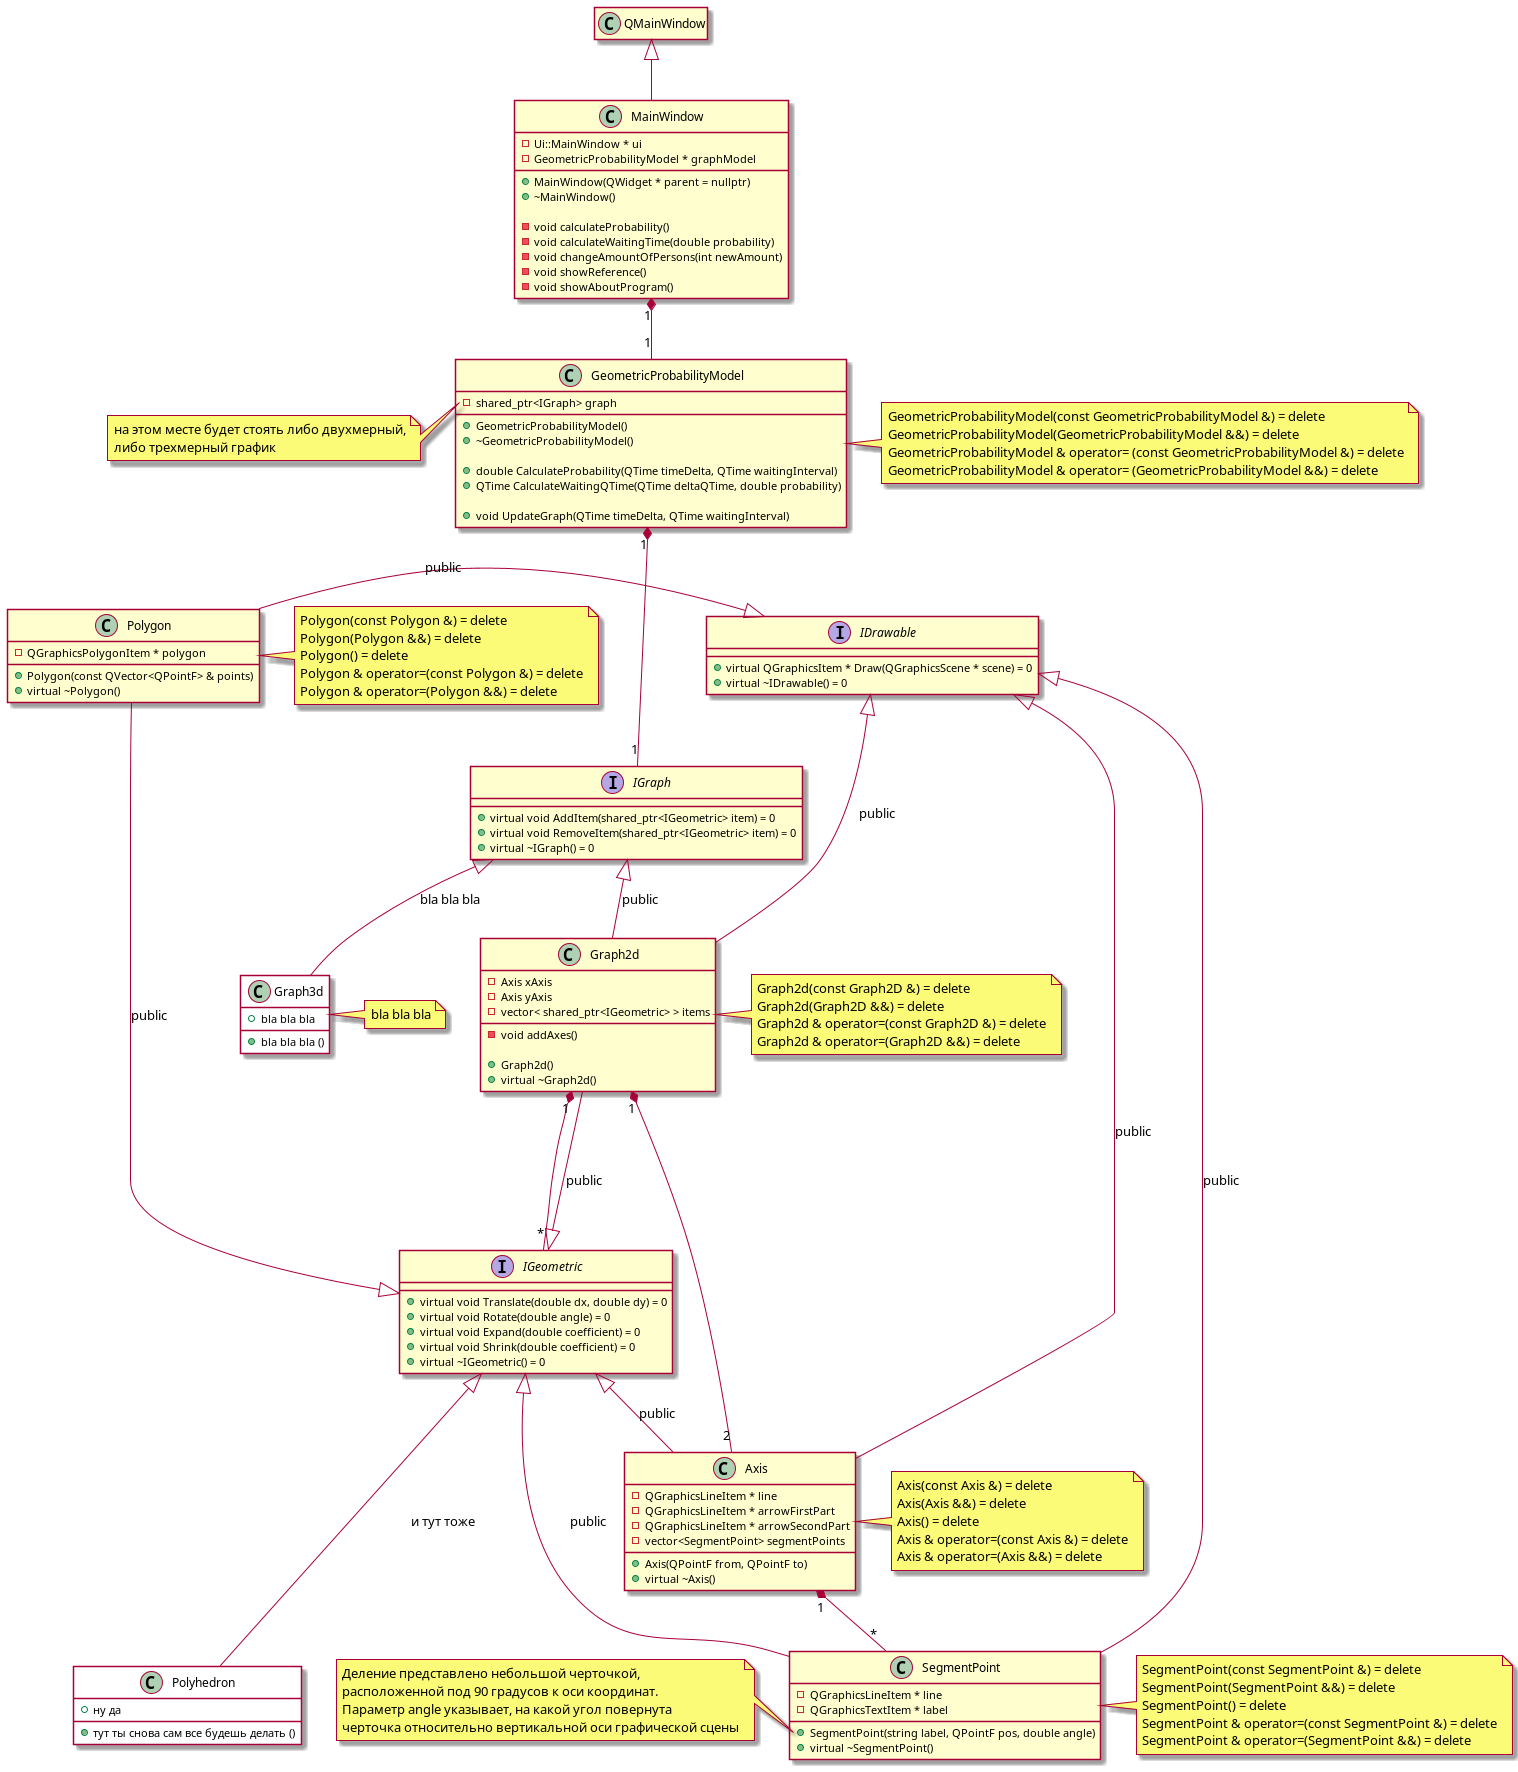 C QMainWindow
C MainWindow
Ui::MainWindow * ui
GeometricProbabilityModel * graphModel
MainWindow(QWidget * parent = nullptr)
~MainWindow()
void calculateProbability()
void calculateWaitingTime(double probability)
void changeAmountOfPersons(int newAmount)
void showReference()
void showAboutProgram()
1
1
C GeometricProbabilityModel
shared_ptr<IGraph> graph
GeometricProbabilityModel()
~GeometricProbabilityModel()
double CalculateProbability(QTime timeDelta, QTime waitingInterval)
QTime CalculateWaitingQTime(QTime deltaQTime, double probability)
void UpdateGraph(QTime timeDelta, QTime waitingInterval)
на этом месте будет стоять либо двухмерный,
либо трехмерный график
GeometricProbabilityModel(const GeometricProbabilityModel &) = delete
GeometricProbabilityModel(GeometricProbabilityModel &&) = delete
GeometricProbabilityModel & operator= (const GeometricProbabilityModel &) = delete
GeometricProbabilityModel & operator= (GeometricProbabilityModel &&) = delete
1
public
C Polygon
QGraphicsPolygonItem * polygon
Polygon(const QVector<QPointF> & points)
virtual ~Polygon()
Polygon(const Polygon &) = delete
Polygon(Polygon &&) = delete
Polygon() = delete
Polygon & operator=(const Polygon &) = delete
Polygon & operator=(Polygon &&) = delete
I IDrawable
virtual QGraphicsItem * Draw(QGraphicsScene * scene) = 0
virtual ~IDrawable() = 0
1
I IGraph
virtual void AddItem(shared_ptr<IGeometric> item) = 0
virtual void RemoveItem(shared_ptr<IGeometric> item) = 0
virtual ~IGraph() = 0
public
bla bla bla
public
C Graph3d
bla bla bla
bla bla bla ()
bla bla bla
C Graph2d
Axis xAxis
Axis yAxis
vector< shared_ptr<IGeometric> > items
void addAxes()
Graph2d()
virtual ~Graph2d()
Graph2d(const Graph2D &) = delete
Graph2d(Graph2D &&) = delete
Graph2d & operator=(const Graph2D &) = delete
Graph2d & operator=(Graph2D &&) = delete
public
1
1
public
public
public
*
I IGeometric
virtual void Translate(double dx, double dy) = 0
virtual void Rotate(double angle) = 0
virtual void Expand(double coefficient) = 0
virtual void Shrink(double coefficient) = 0
virtual ~IGeometric() = 0
public
2
C Axis
QGraphicsLineItem * line
QGraphicsLineItem * arrowFirstPart
QGraphicsLineItem * arrowSecondPart
vector<SegmentPoint> segmentPoints
Axis(QPointF from, QPointF to)
virtual ~Axis()
Axis(const Axis &) = delete
Axis(Axis &&) = delete
Axis() = delete
Axis & operator=(const Axis &) = delete
Axis & operator=(Axis &&) = delete
и тут тоже
public
1
*
C Polyhedron
ну да
тут ты снова сам все будешь делать ()
Деление представлено небольшой черточкой,
расположенной под 90 градусов к оси координат.
Параметр angle указывает, на какой угол повернута
черточка относительно вертикальной оси графической сцены
C SegmentPoint
QGraphicsLineItem * line
QGraphicsTextItem * label
SegmentPoint(string label, QPointF pos, double angle)
virtual ~SegmentPoint()
SegmentPoint(const SegmentPoint &) = delete
SegmentPoint(SegmentPoint &&) = delete
SegmentPoint() = delete
SegmentPoint & operator=(const SegmentPoint &) = delete
SegmentPoint & operator=(SegmentPoint &&) = delete